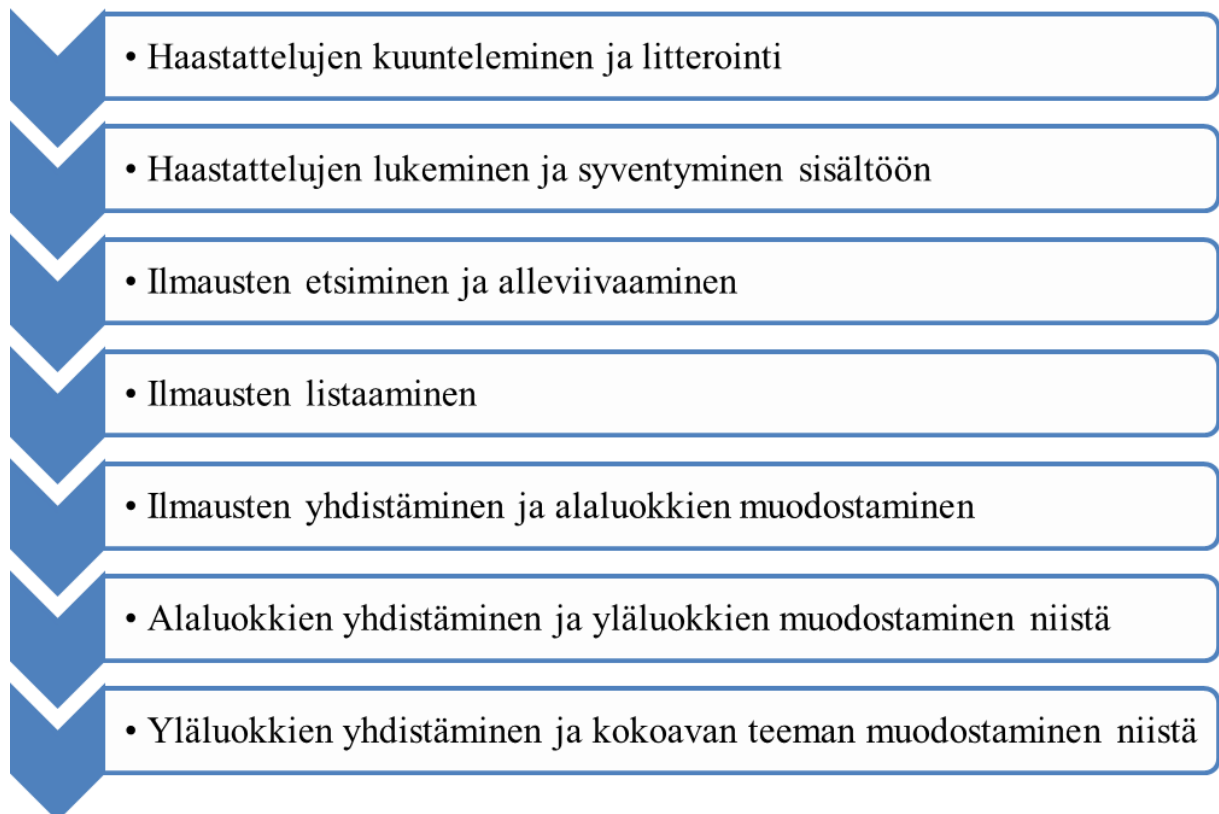 • Haastattelujen kuunteleminen ja litterointi
• Haastattelujen lukeminen ja syventyminen sisältöön
• Ilmausten etsiminen ja alleviivaaminen
• Ilmausten listaaminen
• Ilmausten yhdistäminen ja alaluokkien muodostaminen
• Alaluokkien yhdistäminen ja yläluokkien muodostaminen niistä
• Yläluokkien yhdistäminen ja kokoavan teeman muodostaminen niistä